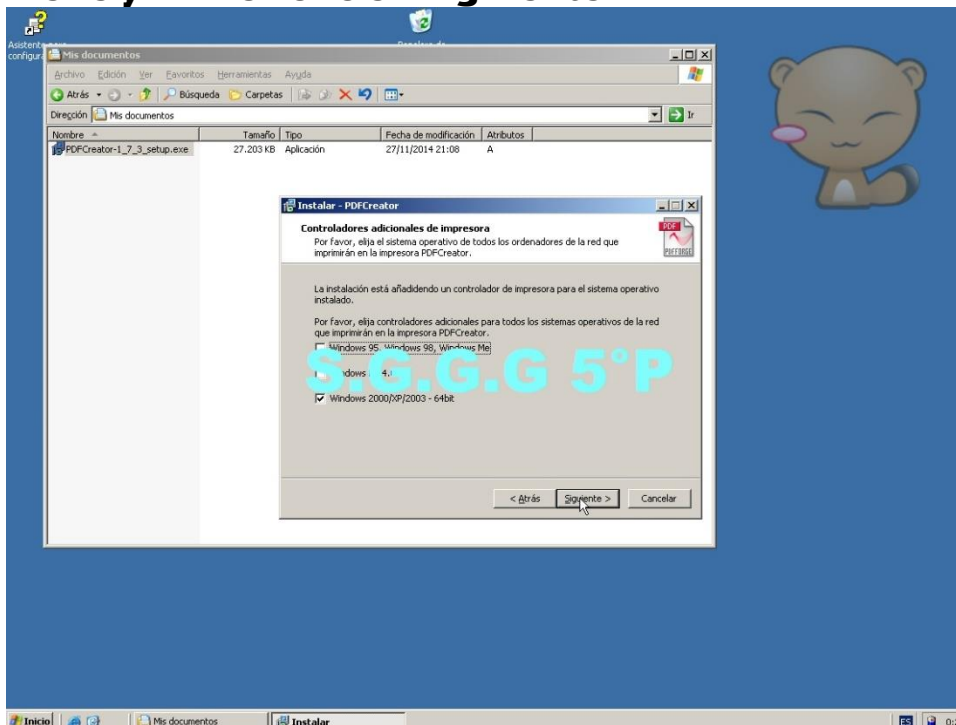 Asistente para
configur
Mis documentos
Archivo Edición Ver Favoritos Herramientas Ayuda
Atrás Búsqueda Carpetas
Dirección Mis documentos Ir
Nombre Tamaño Tipo Fecha de modificación Atributos
PDFCreator-1_7_3_setup.exe 27.203 KB Aplicación 27/11/2014 21:08 A
Instalar - PDFCreator
Controladores adicionales de impresora
Por favor, elija el sistema operativo de todos los ordenadores de la red que
imprimirán en la impresora PDFCreator.
PDF
PDFFORGE
La instalación está añadidendo un controlador de impresora para el sistema operativo
instalado.
Por favor, elija controladores adicionales para todos los sistemas operativos de la red
que imprimirán en la impresora PDFCreator.
Windows 95, Windows 98, Windows Me
S.G.G.G 5°P
Windows 2000/XP/2003 - 64bit
< Atrás Siguiente > Cancelar
Inicio Mis documentos Instalar ES